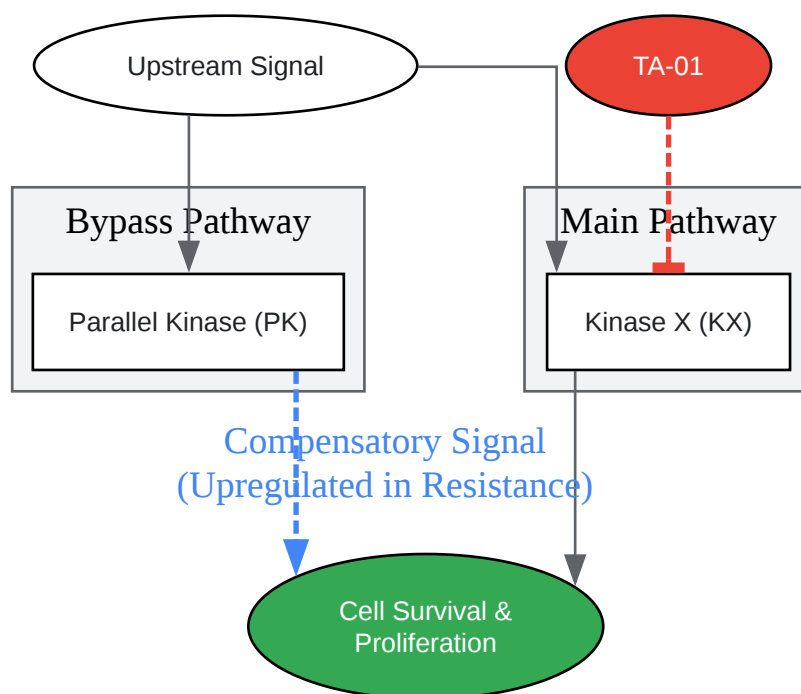 Upstream Signal
TA-01
Bypass Pathway
Main Pathway
Parallel Kinase (PK)
Kinase X (KX)
Compensatory Signal
(Upregulated in Resistance)
Cell Survival &
Proliferation